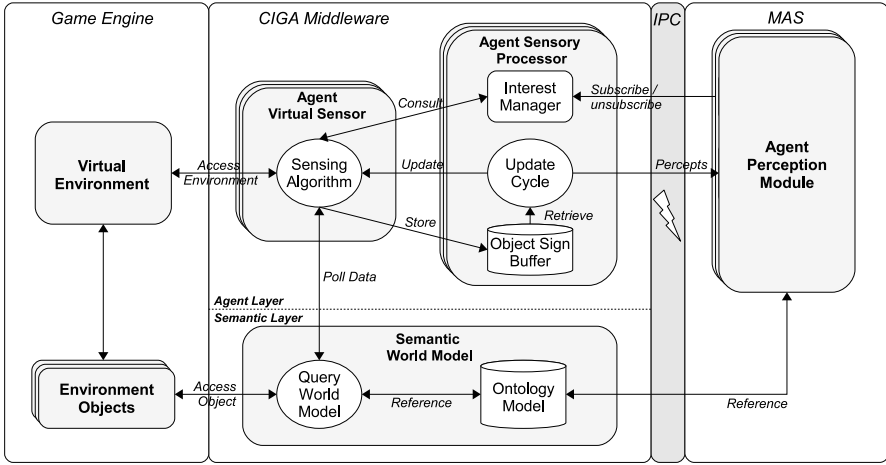 Game Engine
CIGA Middleware
IPC
MAS
Agent Sensory
Processor
Agent
Virtual Sensor
Interest
Manager
Consult
Subscribe /
unsubscribe
Virtual
Environment
Access
Environment
Sensing
Algorithm
Update
Update
Cycle
Percepts
Agent
Perception
Module
Store
Retrieve
Object Sign
Buffer
Poll Data
Agent Layer
Semantic Layer
Semantic
World Model
Environment
Objects
Access
Object
Query
World
Model
Reference
Ontology
Model
Reference